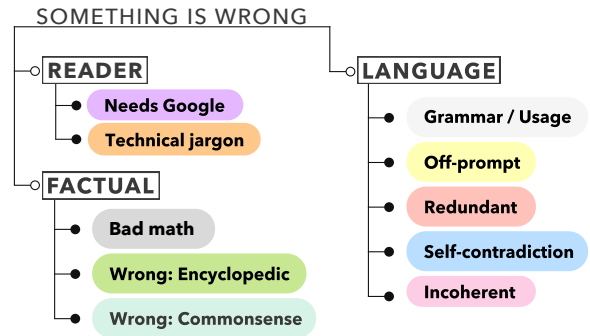 SOMETHING IS WRONG
READER
Needs Google
Technical jargon
FACTUAL
Bad math
Wrong: Encyclopedic
Wrong: Commonsense
LANGUAGE
Grammar / Usage
Off-prompt
Redundant
Self-contradiction
Incoherent